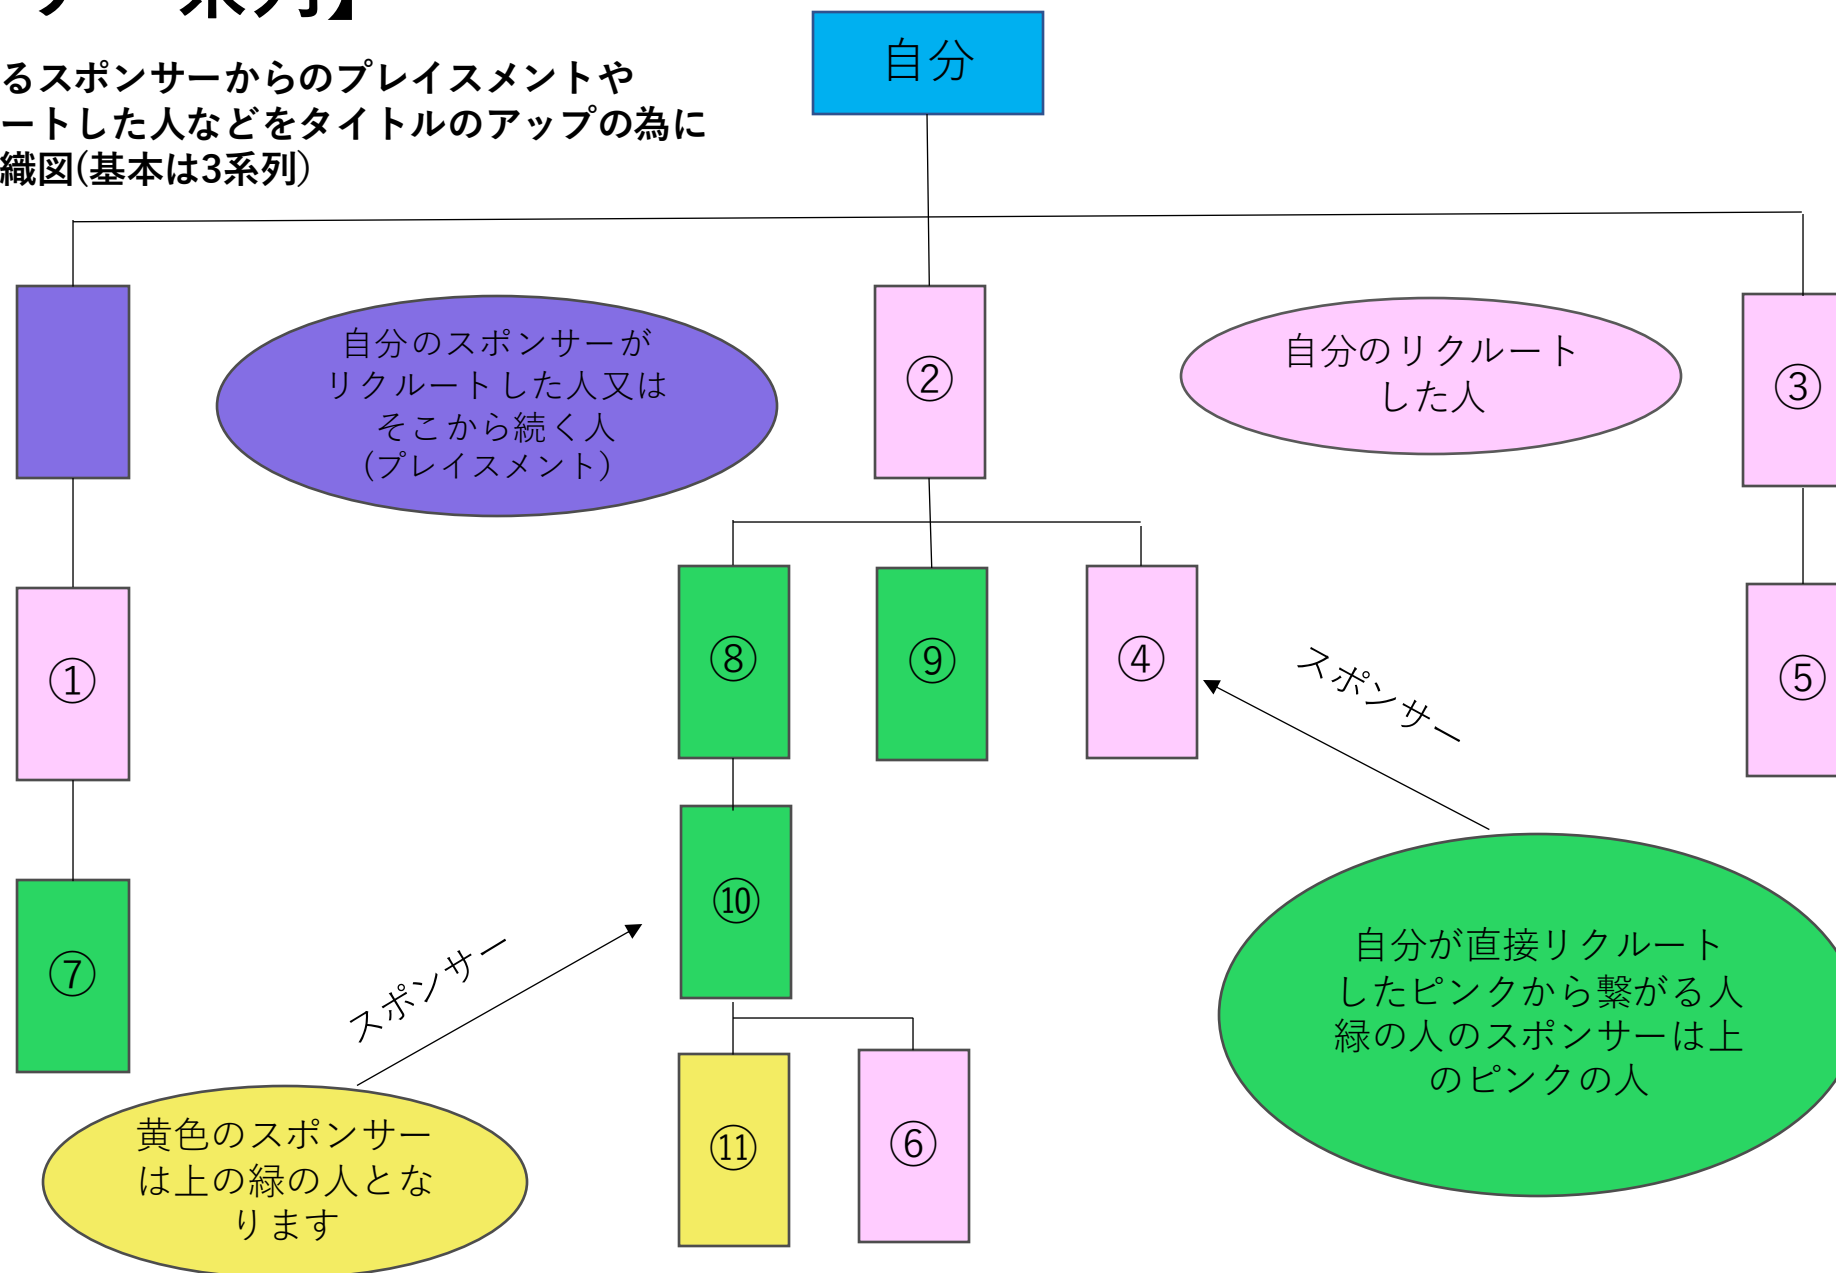 系列】
るスポンサーからのプレイスメントや
ートした人などをタイトルのアップの為に
織図(基本は3系列)
自分
自分のスポンサーが
リクルートした人又は
そこから続く人
(プレイスメント)
②
自分のリクルート
した人
③
①
⑧
⑨
④
スポンサー
⑤
⑦
⑩
スポンサー
自分が直接リクルート
したピンクから繋がる人
緑の人のスポンサーは上
のピンクの人
黄色のスポンサー
は上の緑の人とな
ります
⑪
⑥